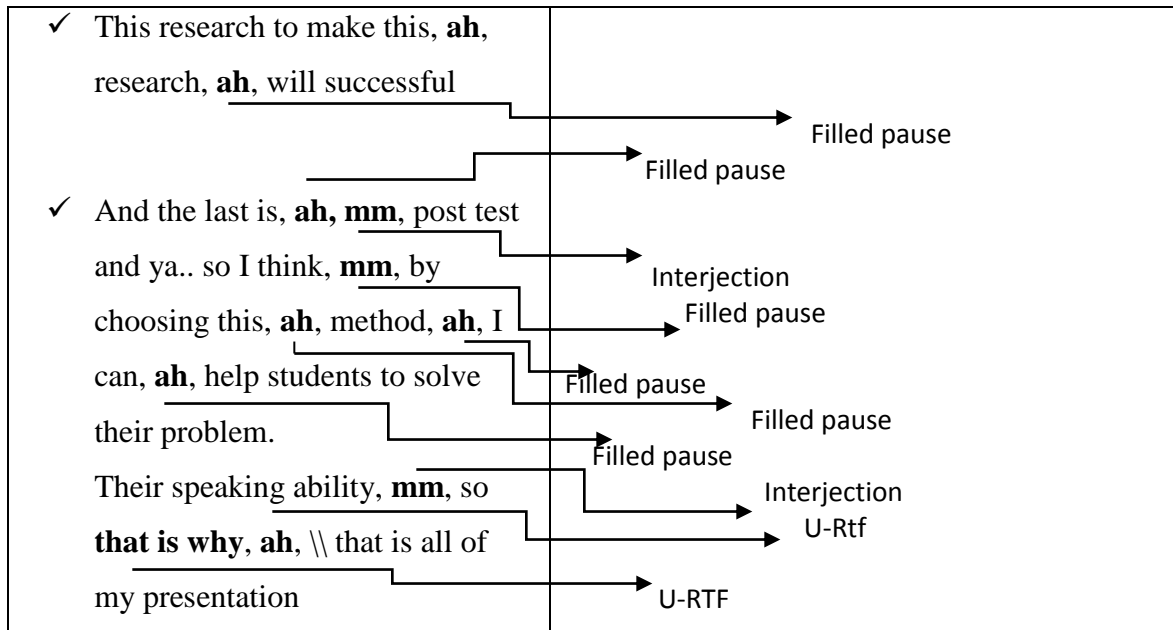 ✓ This research to make this, ah,
research, ah, will successful
Filled pause
Filled pause
✓ And the last is, ah, mm, post test
and ya.. so I think, mm, by
choosing this, ah, method, ah, I
can, ah, help students to solve
their problem.
Their speaking ability, mm, so
that is why, ah, \\ that is all of
my presentation
Interjection
Filled pause
Filled pause
Filled pause
Filled pause
Interjection
U-Rtf
U-RTF